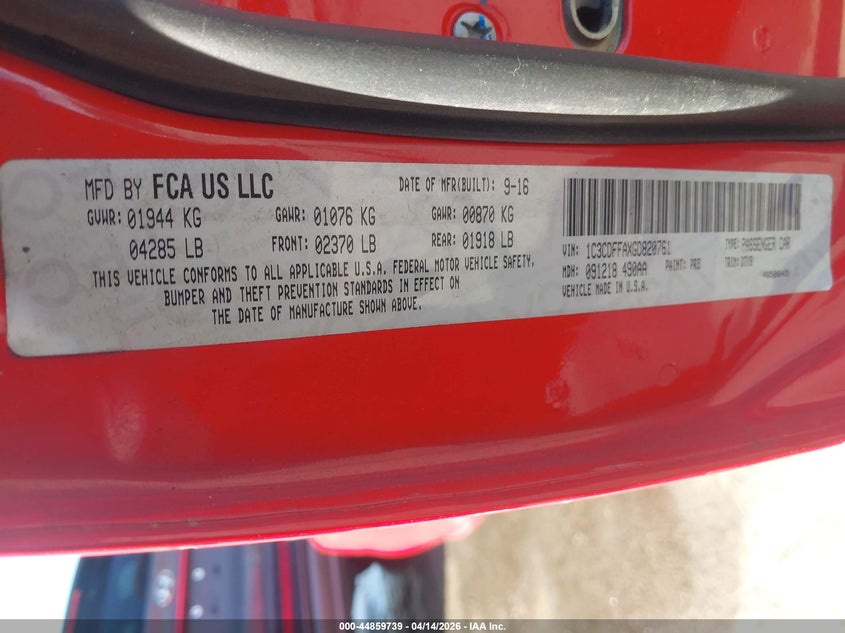 MFD BY FCA US LLC
DATE OF MFR(BUILT): 9-16
GVWR: 01944 KG
GAWR: 01076 KG
GAWR: 00870 KG
04285 LB
FRONT: 02370 LB
REAR: 01918 LB
THIS VEHICLE CONFORMS TO ALL APPLICABLE U.S.A. FEDERAL MOTOR VEHICLE SAFETY,
BUMPER AND THEFT PREVENTION STANDARDS IN EFFECT ON
THE DATE OF MANUFACTURE SHOWN ABOVE.
VIN: 1C3CDFFAXGD820761
TYPE: PASSENGER CAR
MDH: 091218 490AA
PAINT: PR3
TRIM:
VEHICLE MADE IN U.S.A.
000-44859739 - 04/14/2026 - IAA Inc.